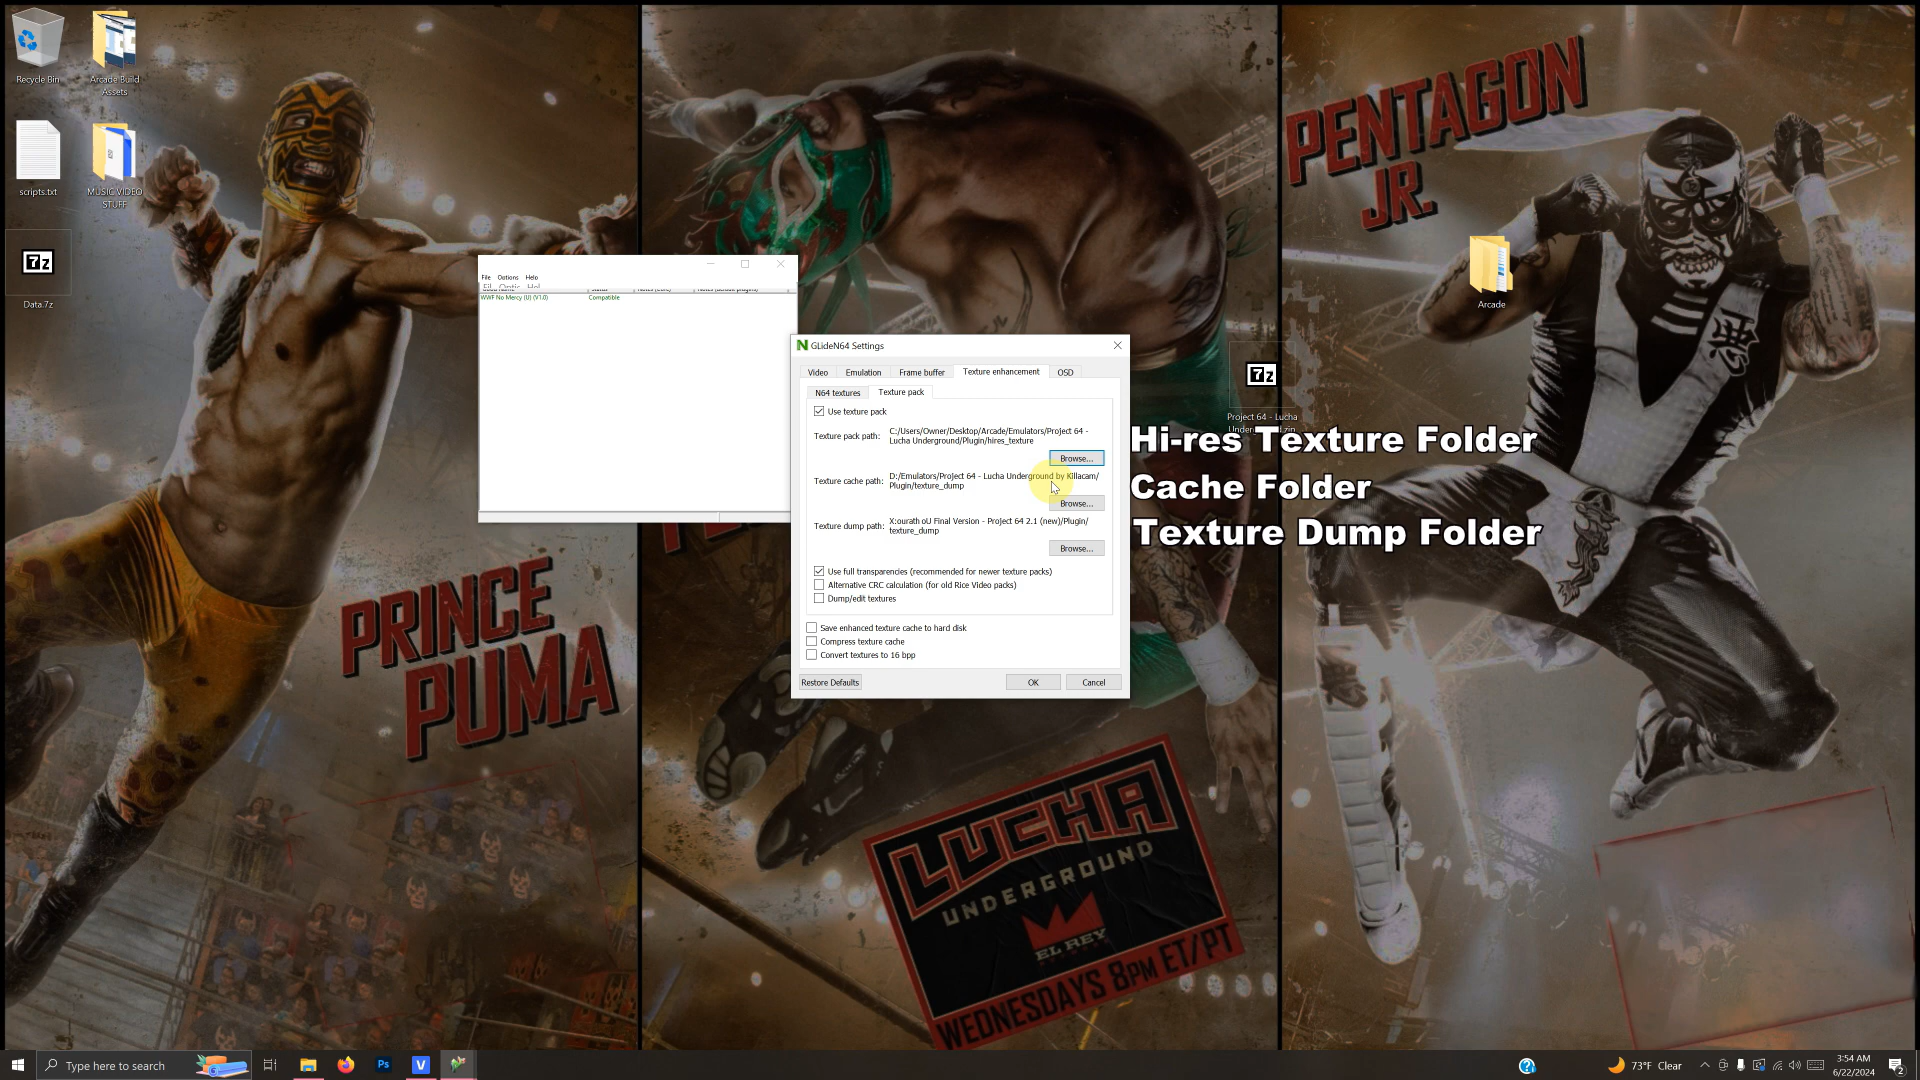 Recycle Bin
Arcade Build
Assets
scripts.txt
MUSIC VIDEO
STUFF
Data.7z
PRINCE
PUMA
PENTAGON
JR.
Arcade
Project 64 - Lucha
File Options Help
WWF No Mercy (U) (V1.0) Compatible
GLideN64 Settings
Video Emulation Frame buffer Texture enhancement OSD
N64 textures Texture pack
Use texture pack
Texture pack path: C:/Users/Owner/Desktop/Arcade/Emulators/Project 64 -
Lucha Underground/Plugin/hires_texture
Browse...
Texture cache path: D:/Emulators/Project 64 - Lucha Underground by Killacam/
Plugin/texture_dump
Browse...
Texture dump path: X:ourath oU Final Version - Project 64 2.1 (new)/Plugin/
texture_dump
Browse...
Use full transparencies (recommended for newer texture packs)
Alternative CRC calculation (for old Rice Video packs)
Dump/edit textures
Save enhanced texture cache to hard disk
Compress texture cache
Convert textures to 16 bpp
Restore Defaults OK Cancel
Hi-res Texture Folder
Cache Folder
Texture Dump Folder
LUCHA
UNDERGROUND
EL REY
WEDNESDAYS 8PM ET/PT
Type here to search
Ps
V
73°F Clear
3:54 AM
6/22/2024
2